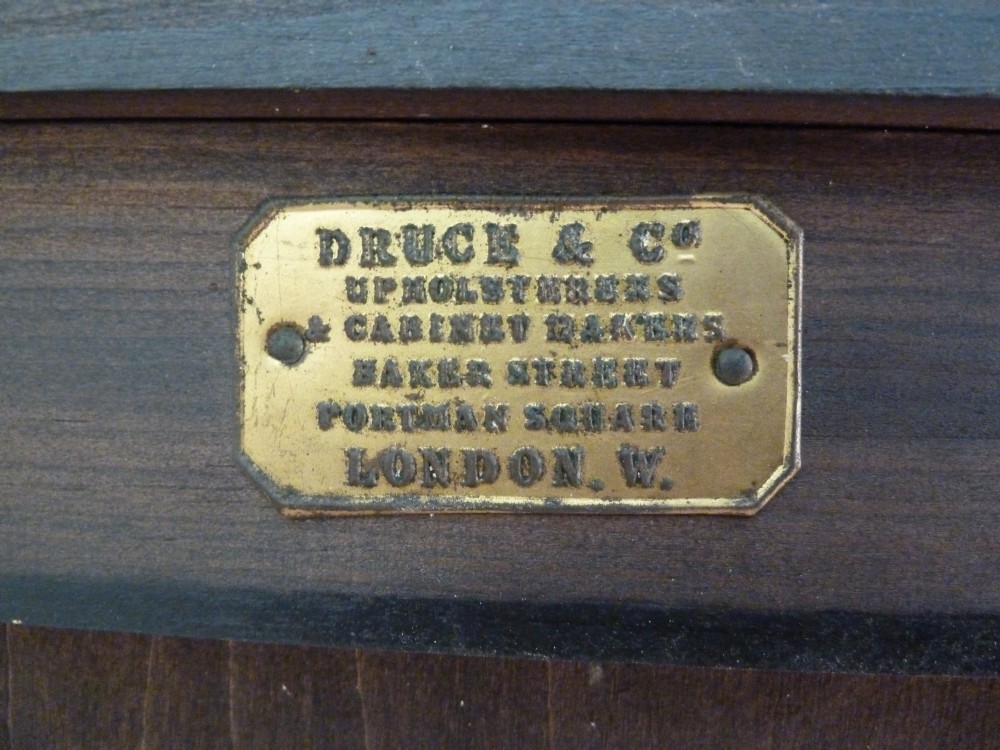 DRUCE & Co
UPHOLSTERERS
& CABINET MAKERS
BAKER STREET
PORTMAN SQUARE
LONDON. W.